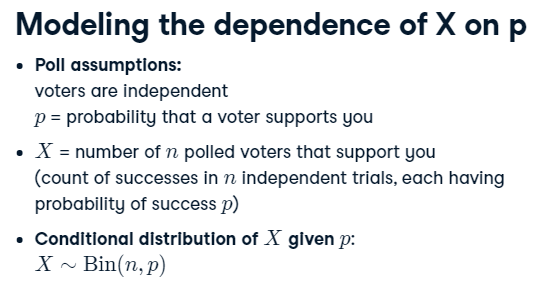 Modeling the dependence of X on p
• Poll assumptions:
voters are independent
p = probability that a voter supports you
• X = number of n polled voters that support you
(count of successes in n independent trials, each having
probability of success p)
• Conditional distribution of X given p:
X ∼ Bin(n, p)